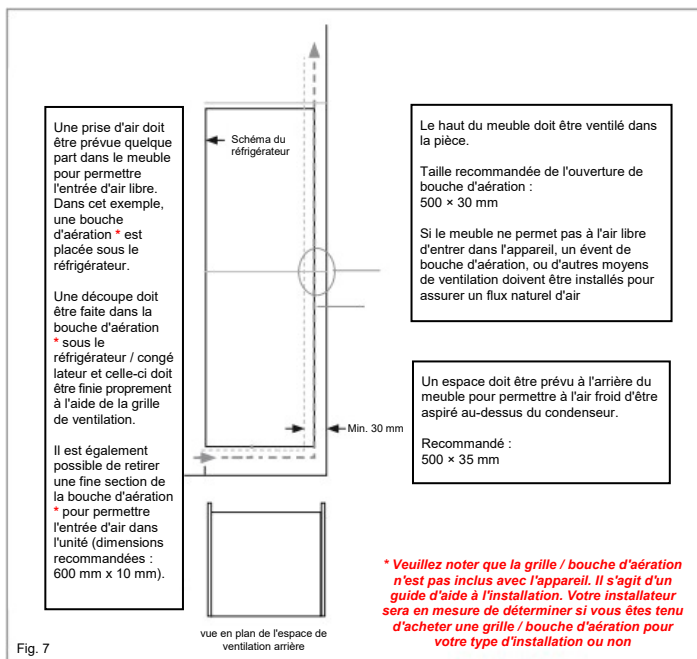 Une prise d'air doit
être prévue quelque
part dans le meuble
pour permettre
l'entrée d'air libre.
Dans cet exemple,
une bouche
d'aération * est
placée sous le
réfrigérateur.
Une découpe doit
être faite dans la
bouche d'aération
* sous le
réfrigérateur / congé
lateur et celle-ci doit
être finie proprement
à l'aide de la grille
de ventilation.
Il est également
possible de retirer
une fine section de
la bouche d'aération
* pour permettre
l'entrée d'air dans
l'unité (dimensions
recommandées :
600 mm x 10 mm).
Schéma du
réfrigérateur
Min. 30 mm
Le haut du meuble doit être ventilé dans
la pièce.
Taille recommandée de l'ouverture de
bouche d'aération :
500 × 30 mm
Si le meuble ne permet pas à l'air libre
d'entrer dans l'appareil, un évent de
bouche d'aération, ou d'autres moyens
de ventilation doivent être installés pour
assurer un flux naturel d'air
Un espace doit être prévu à l'arrière du
meuble pour permettre à l'air froid d'être
aspiré au-dessus du condenseur.
Recommandé :
500 × 35 mm
* Veuillez noter que la grille / bouche d'aération
n'est pas inclus avec l'appareil. Il s'agit d'un
guide d'aide à l'installation. Votre installateur
sera en mesure de déterminer si vous êtes tenu
d'acheter une grille / bouche d'aération pour
votre type d'installation ou non
vue en plan de l'espace de
ventilation arrière
Fig. 7